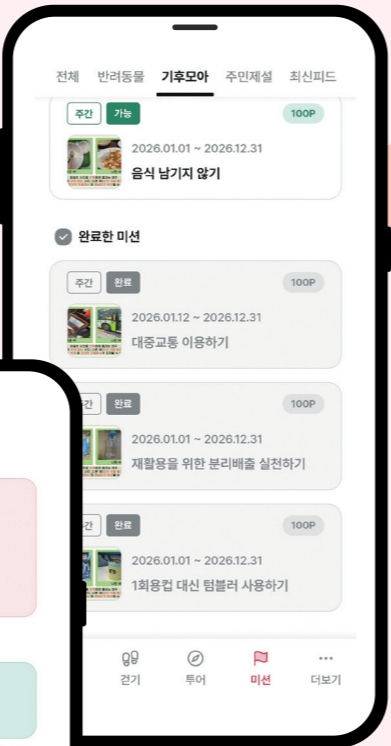 전체 반려동물 기후모아 주민제설 최신피드
주간 가능 100P
2026.01.01 ~ 2026.12.31
음식 남기지 않기
완료한 미션
주간 완료 100P
2026.01.12 ~ 2026.12.31
대중교통 이용하기
간 완료 100P
2026.01.01 ~ 2026.12.31
재활용을 위한 분리배출 실천하기
간 완료 100P
2026.01.01 ~ 2026.12.31
1회용컵 대신 텀블러 사용하기
걷기 투어 미션 더보기